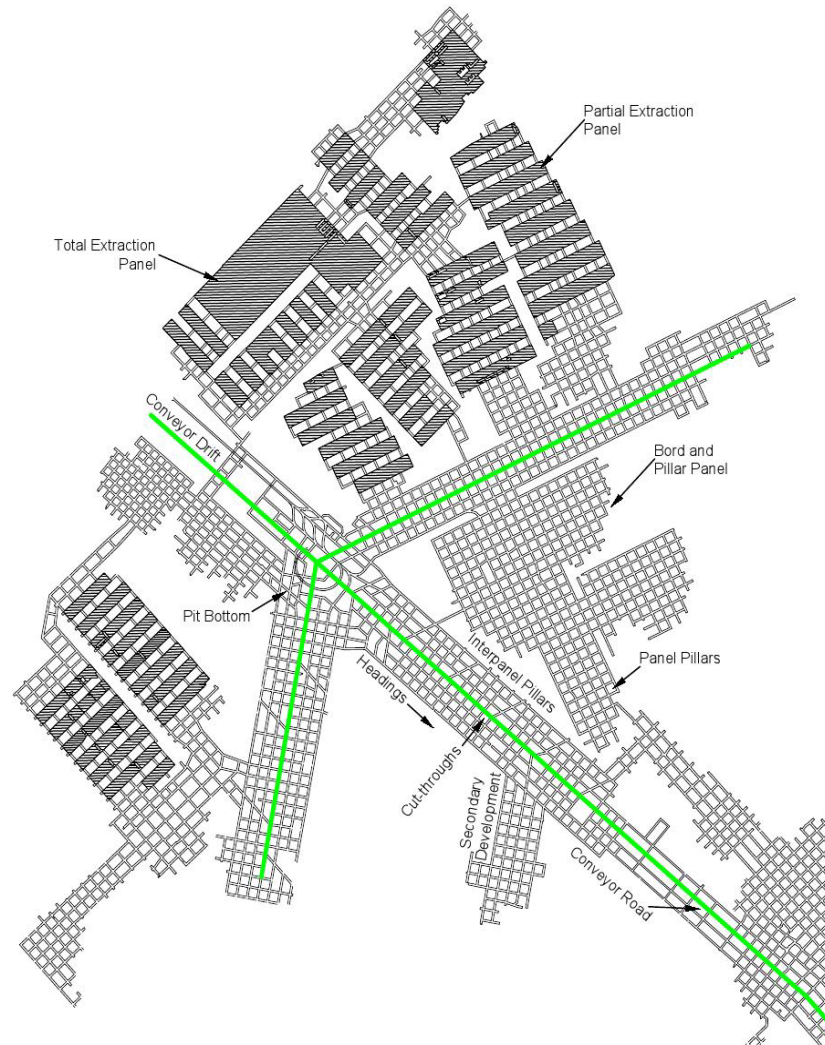 Partial Extraction
Panel
Total Extraction
Panel
Conveyor Drift
Bord and
Pillar Panel
Pit Bottom
Interpanel Pillars
Panel Pillars
Headings
Cut-throughs
Secondary
Development
Conveyor Road